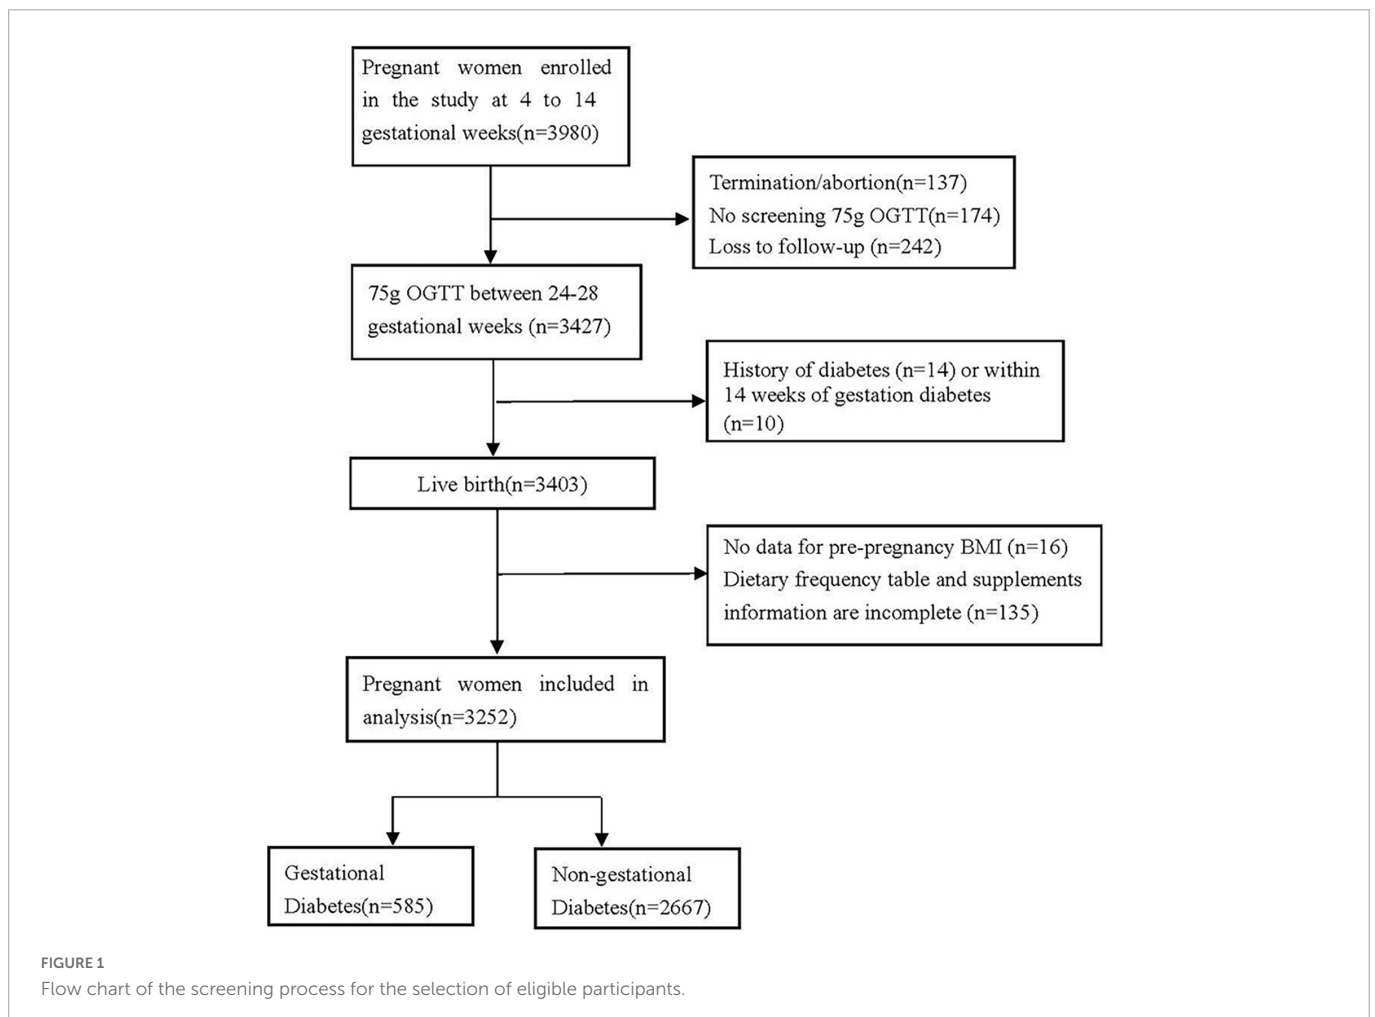 Pregnant women enrolled
in the study at 4 to 14
gestational weeks(n=3980)
Termination/abortion(n=137)
No screening 75g OGTT(n=174)
Loss to follow-up (n=242)
75g OGTT between 24-28
gestational weeks (n=3427)
History of diabetes (n=14) or within
14 weeks of gestation diabetes
(n=10)
Live birth(n=3403)
No data for pre-pregnancy BMI (n=16)
Dietary frequency table and supplements
information are incomplete (n=135)
Pregnant women included in
analysis(n=3252)
Gestational
Diabetes(n=585)
Non-gestational
Diabetes(n=2667)
FIGURE 1
Flow chart of the screening process for the selection of eligible participants.